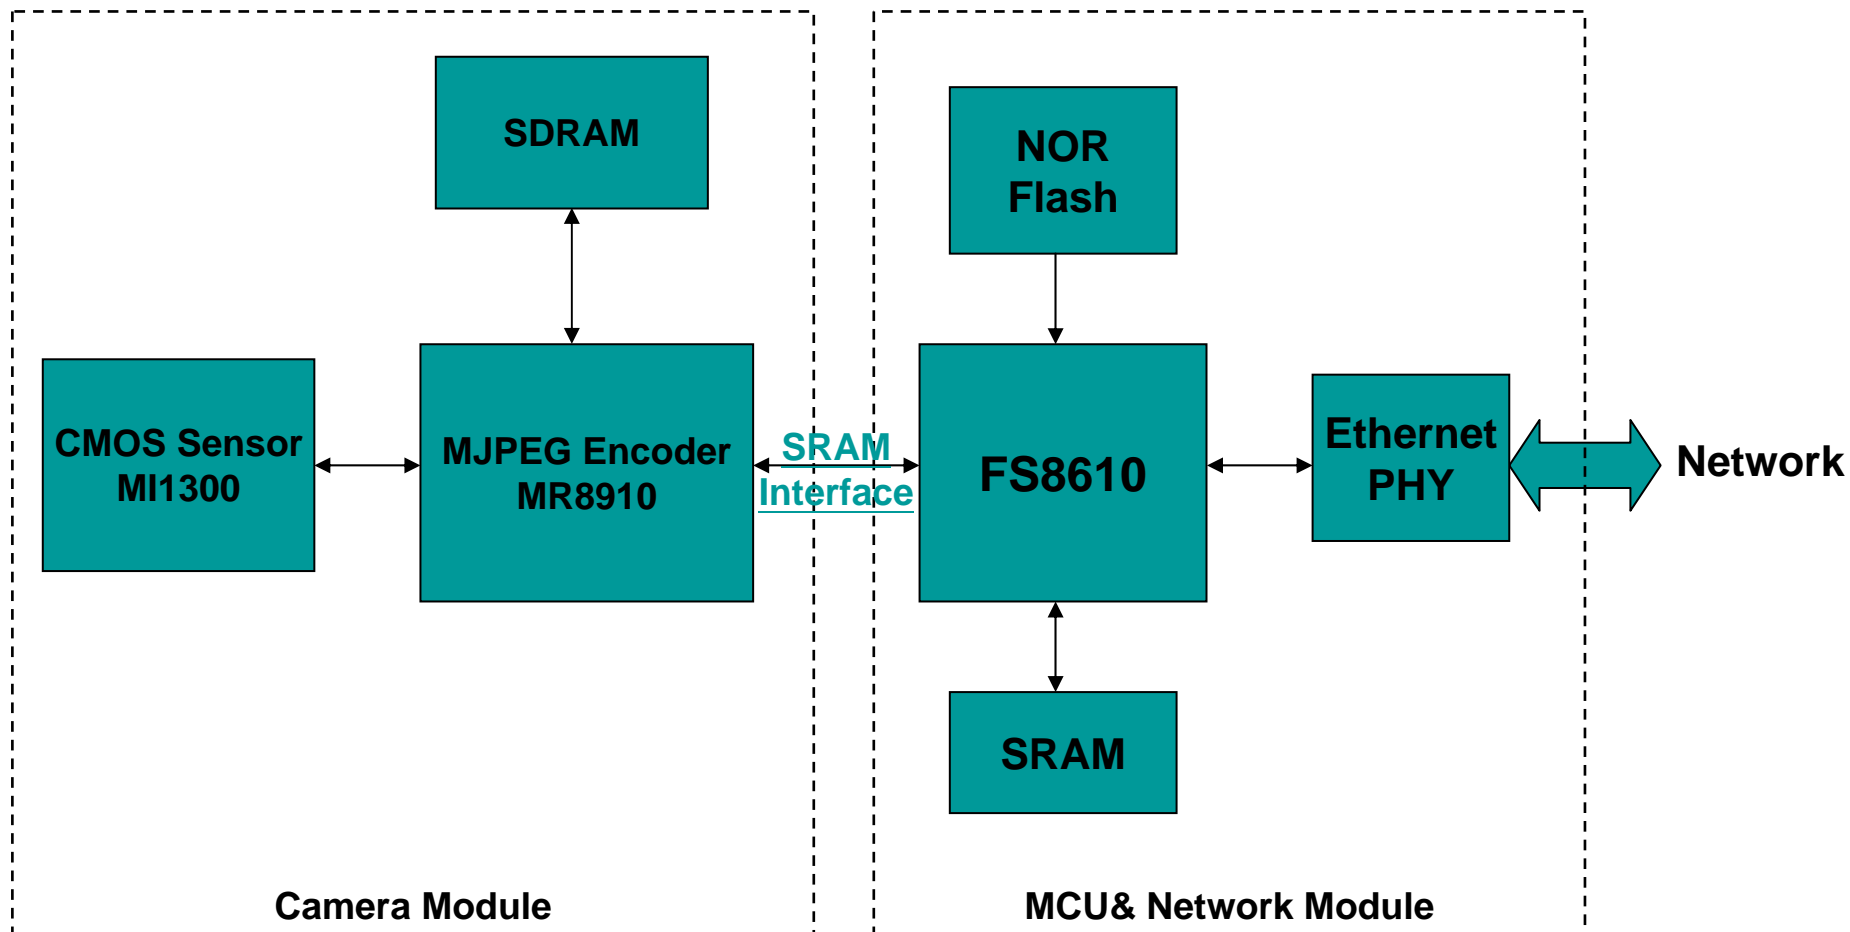 SDRAM
NOR
Flash
CMOS Sensor
MI1300
MJPEG Encoder
MR8910
SRAM
Interface
FS8610
Ethernet
PHY
Network
SRAM
Camera Module
MCU& Network Module